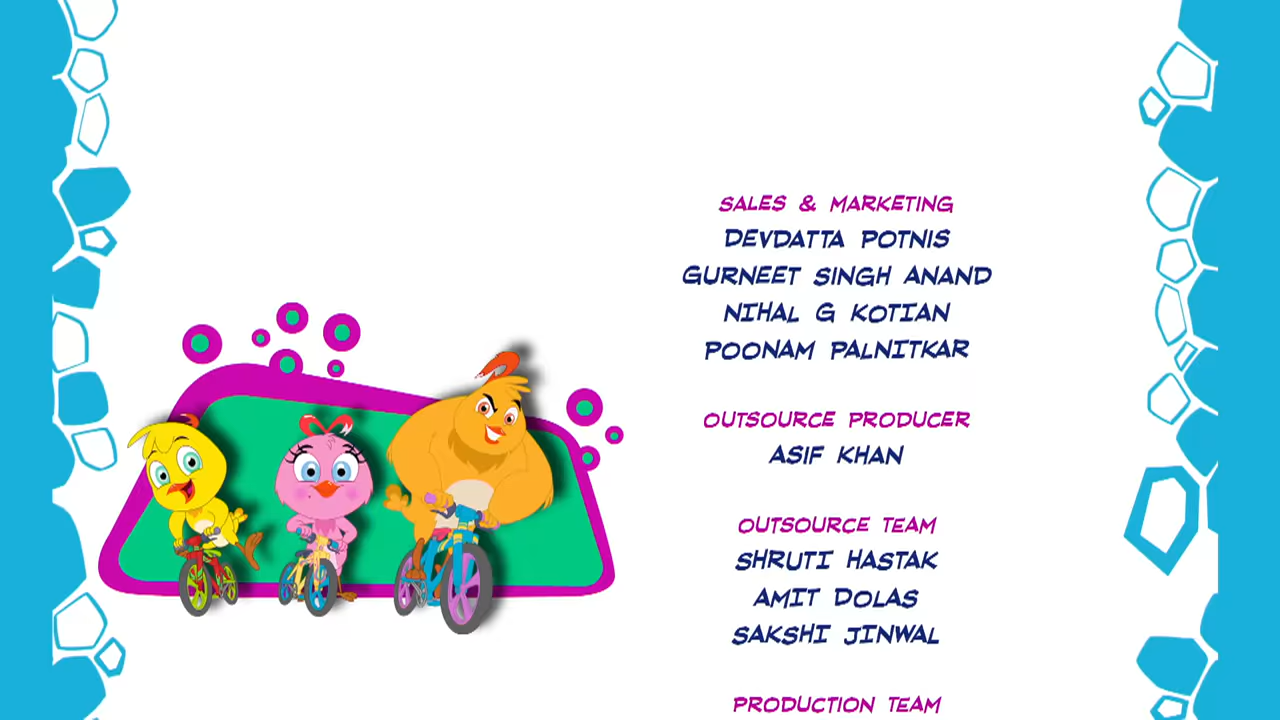 SALES & MARKETING
DEVDATTA POTNIS
GURNEET SINGH ANAND
NIHAL G KOTIAN
POONAM PALNITKAR
OUTSOURCE PRODUCER
ASIF KHAN
OUTSOURCE TEAM
SHRUTI HASTAK
AMIT DOLAS
SAKSHI JINWAL
PRODUCTION TEAM